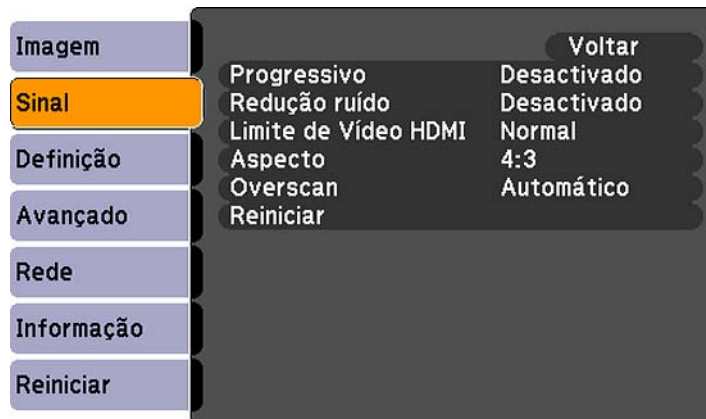 Imagem
Sinal
Definição
Avançado
Rede
Informação
Reiniciar
Voltar
Progressivo Desactivado
Redução ruído Desactivado
Limite de Vídeo HDMI Normal
Aspecto 4:3
Overscan Automático
Reiniciar